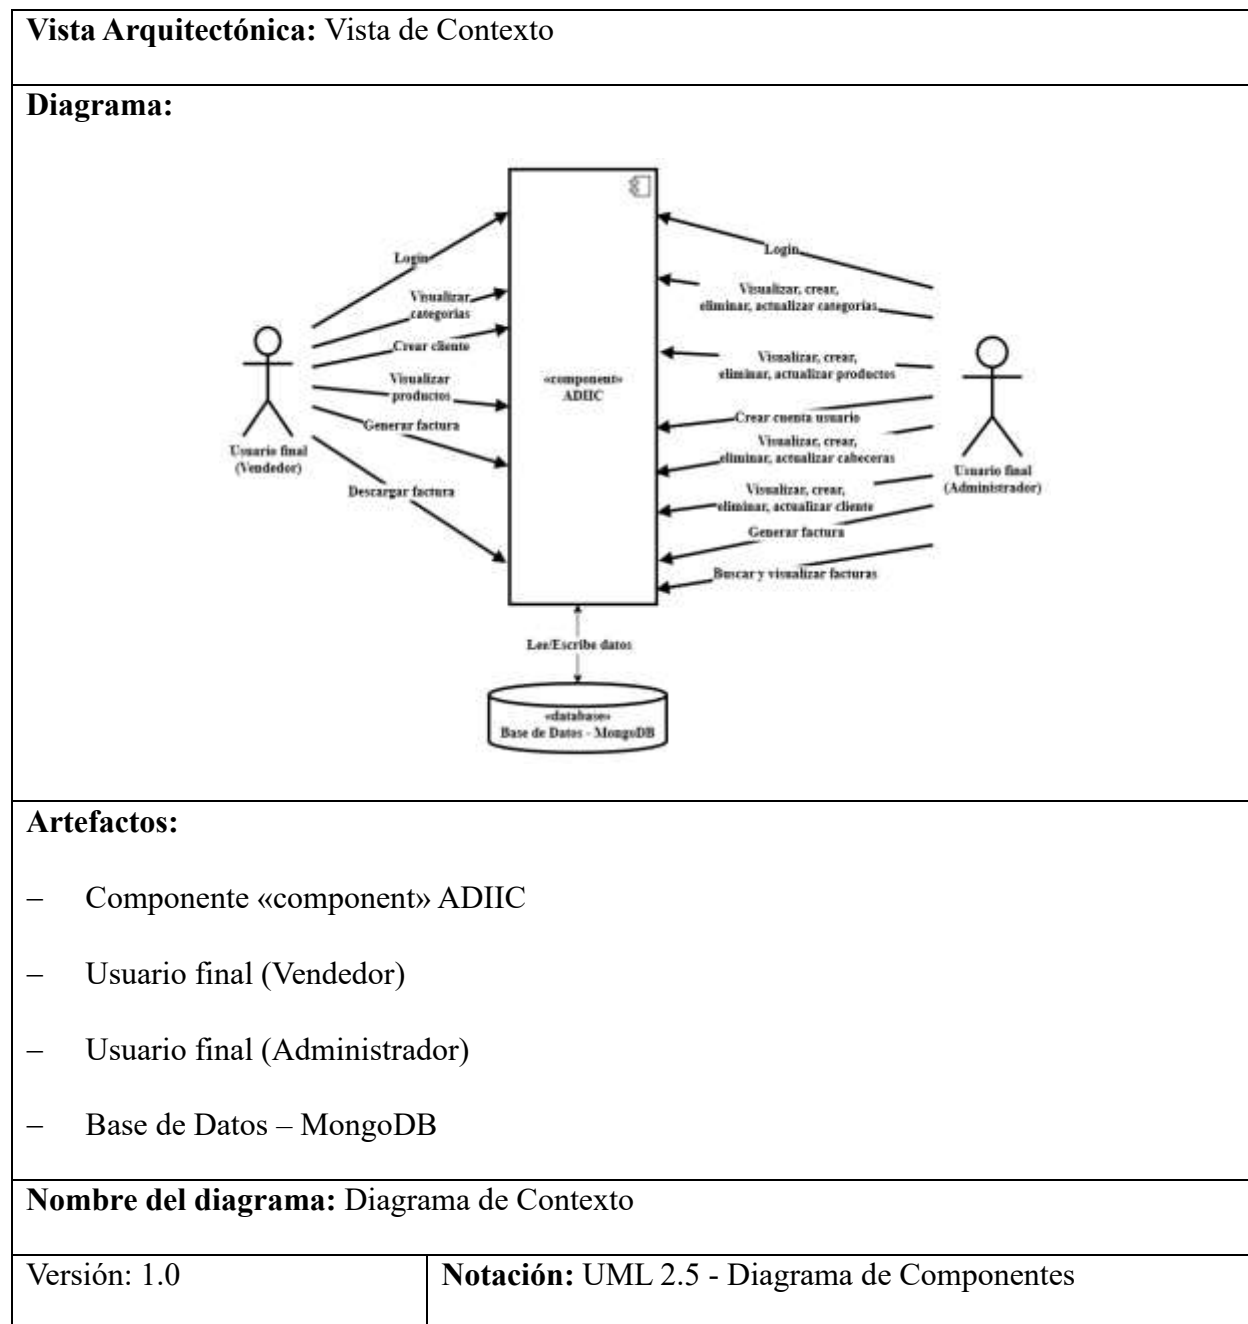 Vista Arquitectónica: Vista de Contexto
Diagrama:
Login
Visualizar
categorías
Crear cliente
Visualizar
productos
Generar factura
Descargar factura
Usuario final
(Vendedor)
«component»
ADIIC
Login
Visualizar, crear,
eliminar, actualizar categorías
Visualizar, crear,
eliminar, actualizar productos
Crear cuenta usuario
Visualizar, crear,
eliminar, actualizar cabeceras
Visualizar, crear,
eliminar, actualizar cliente
Generar factura
Buscar y visualizar facturas
Usuario final
(Administrador)
Lee/Escribe datos
«database»
Base de Datos - MongoDB
Artefactos:
– Componente «component» ADIIC
– Usuario final (Vendedor)
– Usuario final (Administrador)
– Base de Datos – MongoDB
Nombre del diagrama: Diagrama de Contexto
Versión: 1.0
Notación: UML 2.5 - Diagrama de Componentes